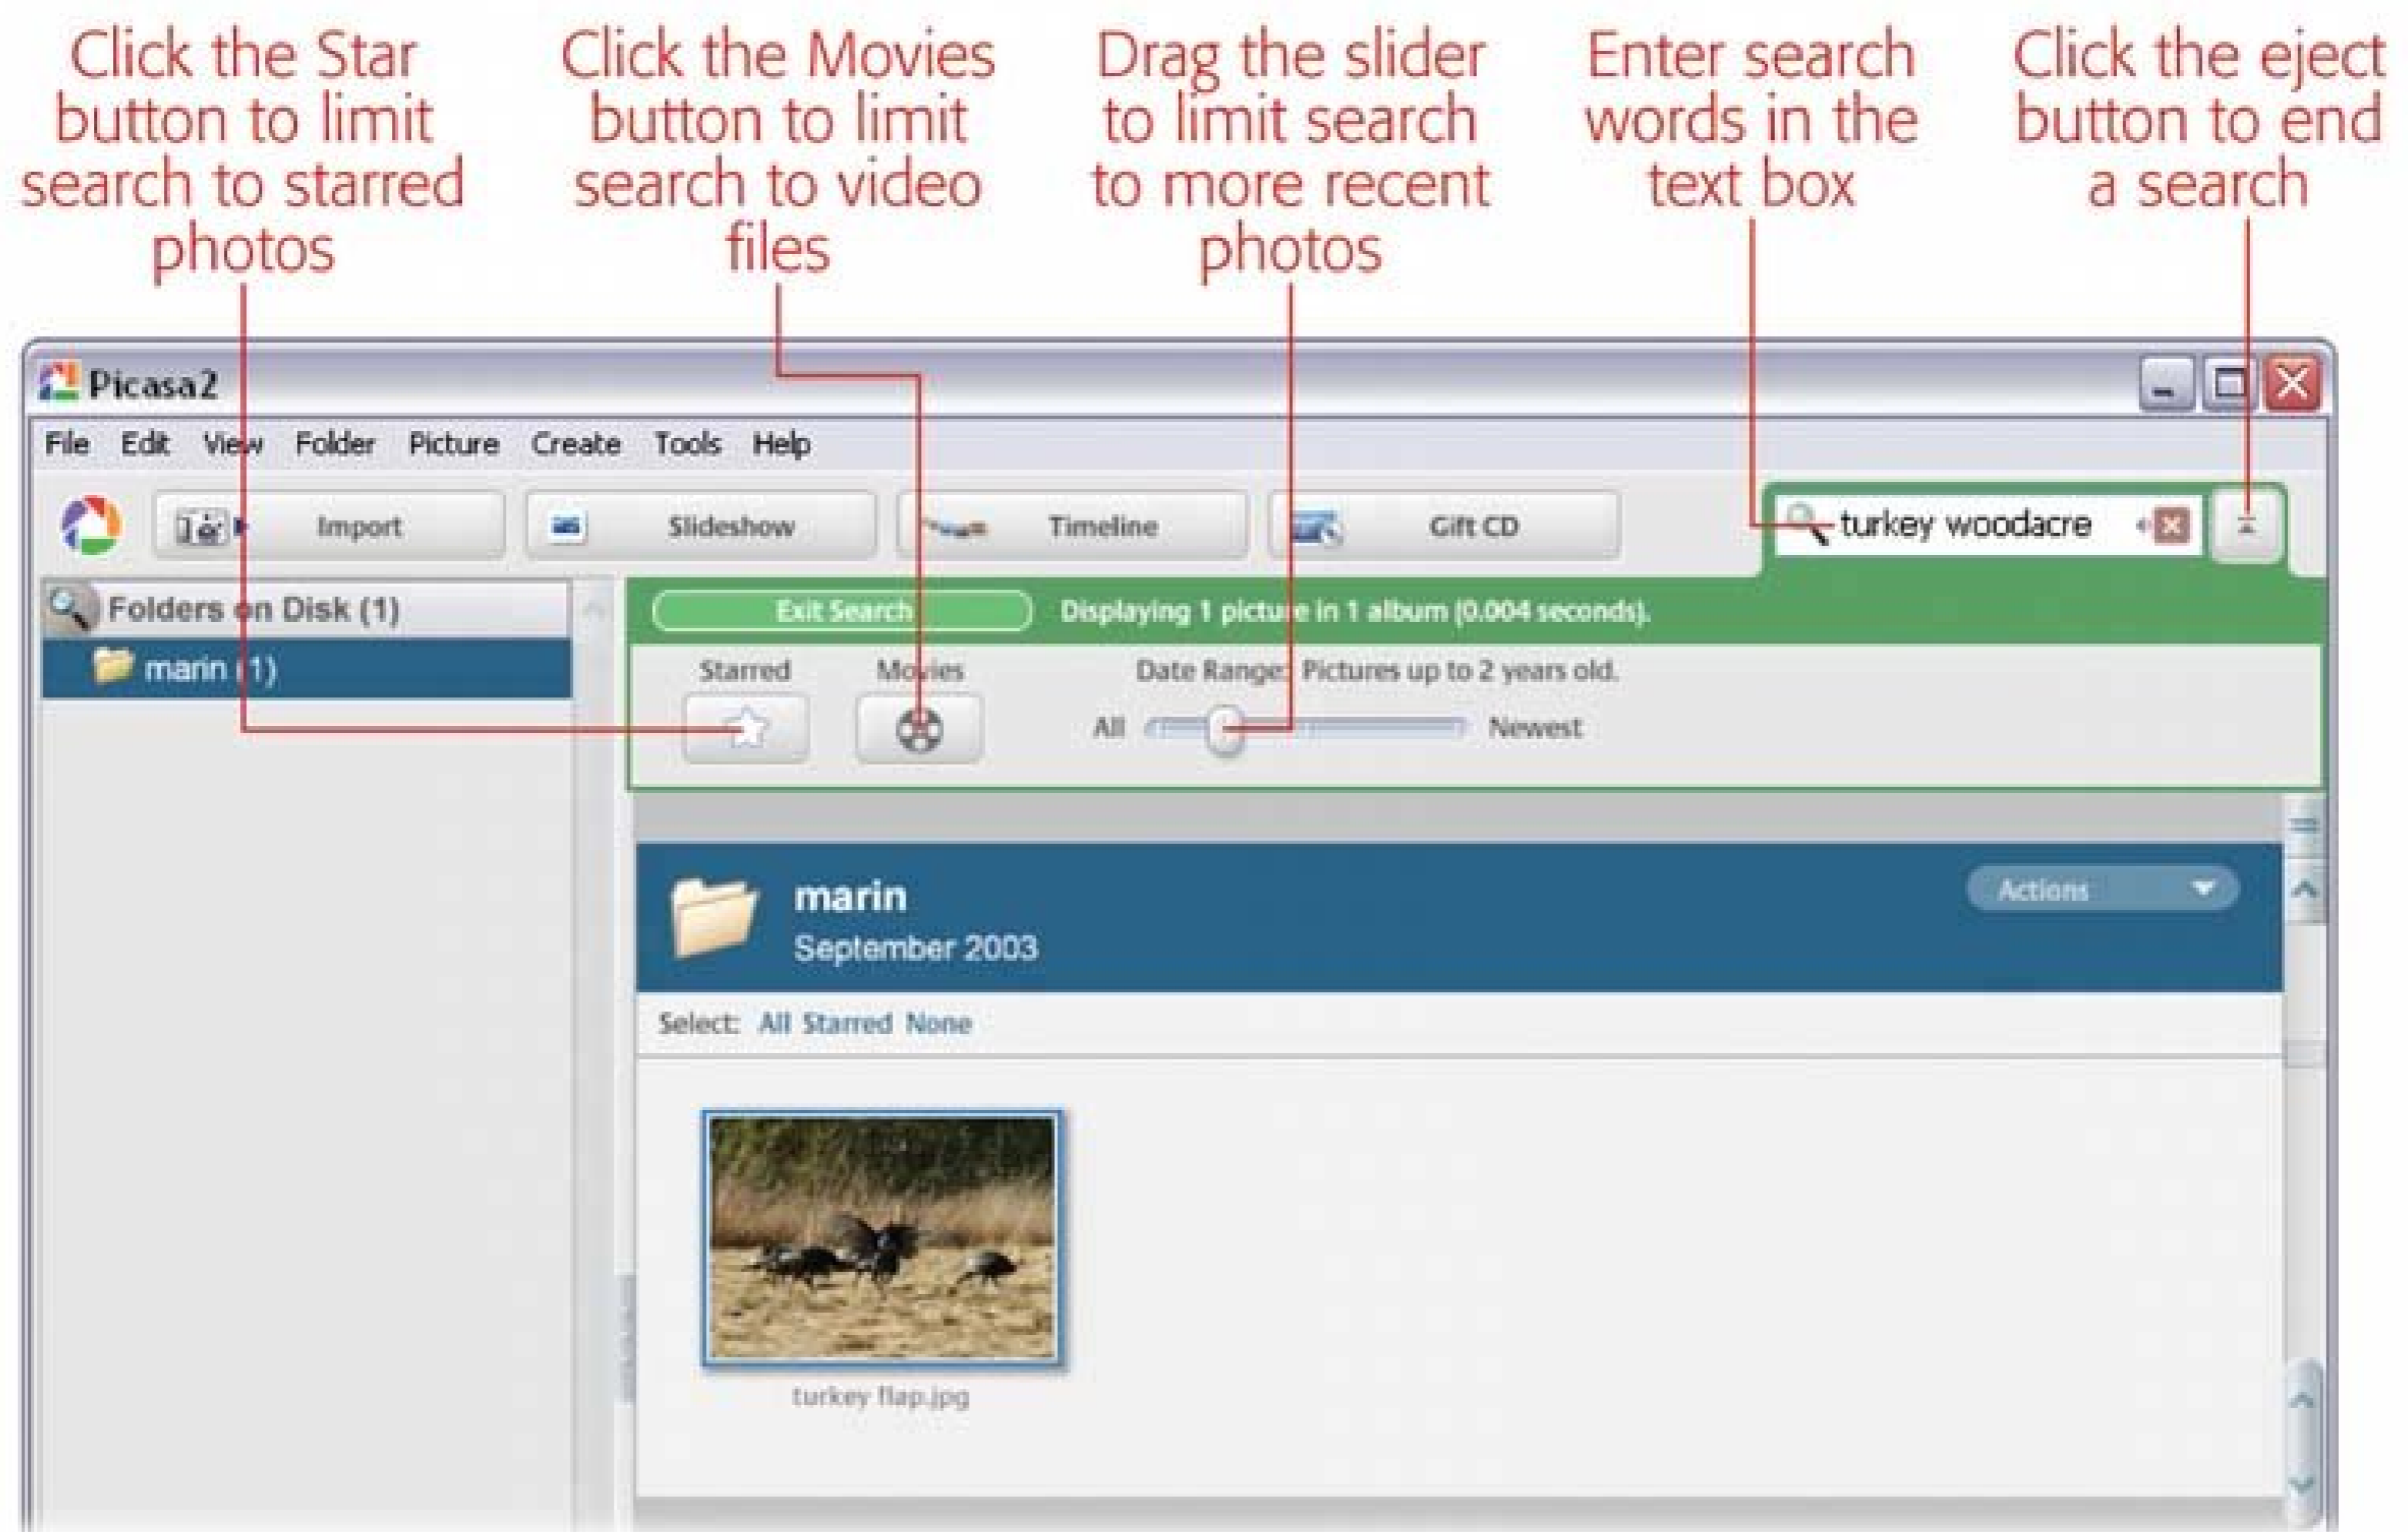 Click the Star
button to limit
search to starred
photos
Click the Movies
button to limit
search to video
files
Drag the slider
to limit search
to more recent
photos
Enter search
words in the
text box
Click the eject
button to end
a search
Picasa2
File Edit View Folder Picture Create Tools Help
Import Slideshow Timeline Gift CD turkey woodacre
Folders on Disk (1)
Exit Search Displaying 1 picture in 1 album (0.004 seconds).
marin (1)
Starred Movies Date Range: Pictures up to 2 years old.
All Newest
marin
Actions
September 2003
Select: All Starred None
turkey flap.jpg